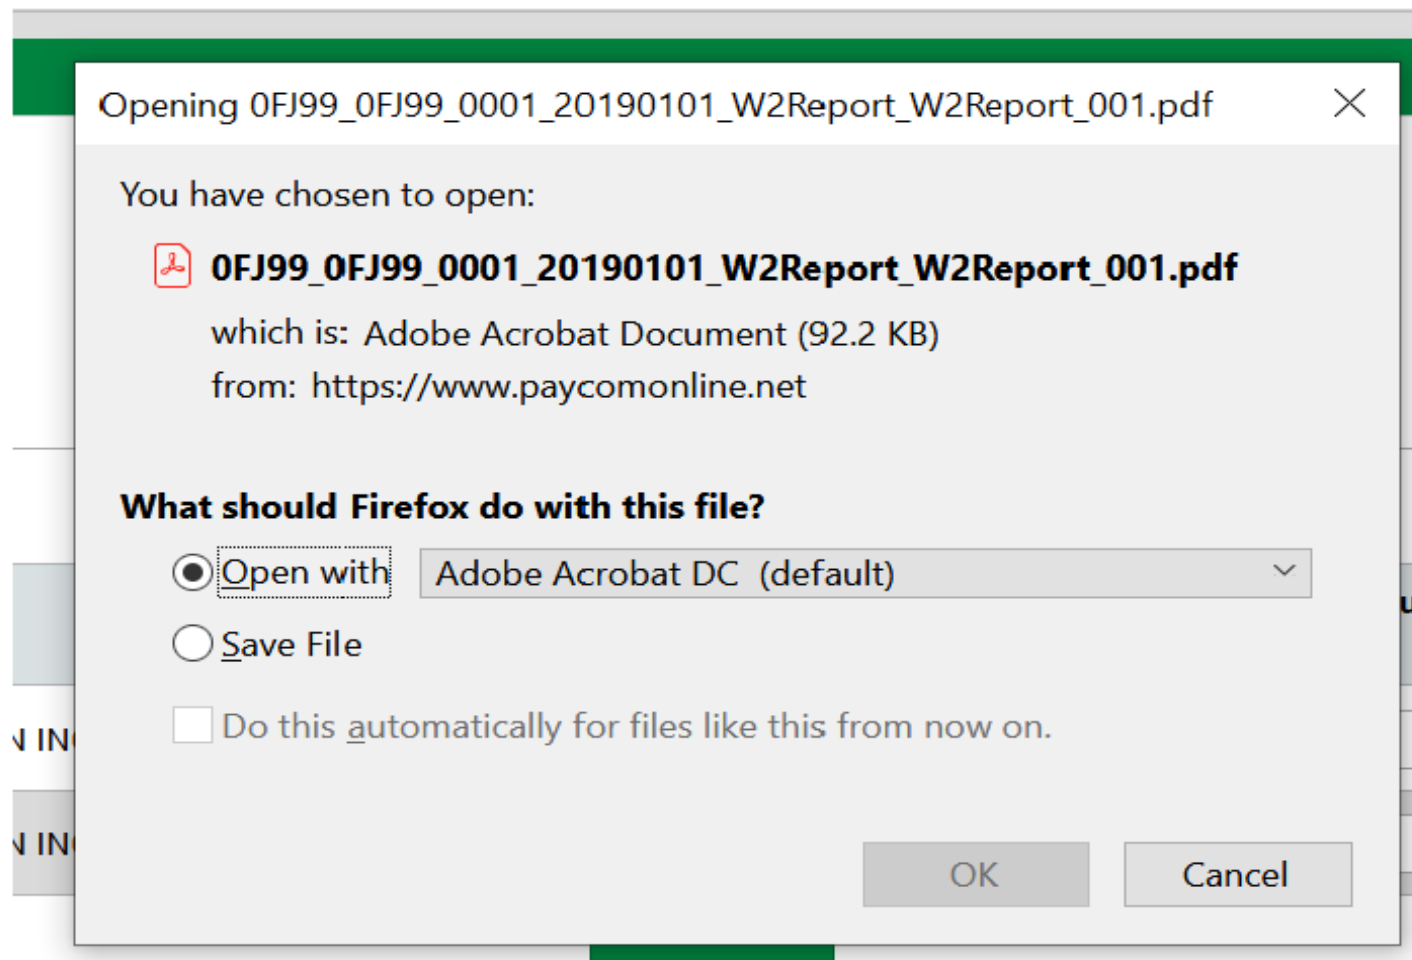 Opening 0FJ99_0FJ99_0001_20190101_W2Report_W2Report_001.pdf
You have chosen to open:
0FJ99_0FJ99_0001_20190101_W2Report_W2Report_001.pdf
which is: Adobe Acrobat Document (92.2 KB)
from: https://www.paycomonline.net
What should Firefox do with this file?
Open with Adobe Acrobat DC (default)
Save File
Do this automatically for files like this from now on.
N IN
N IN
OK Cancel